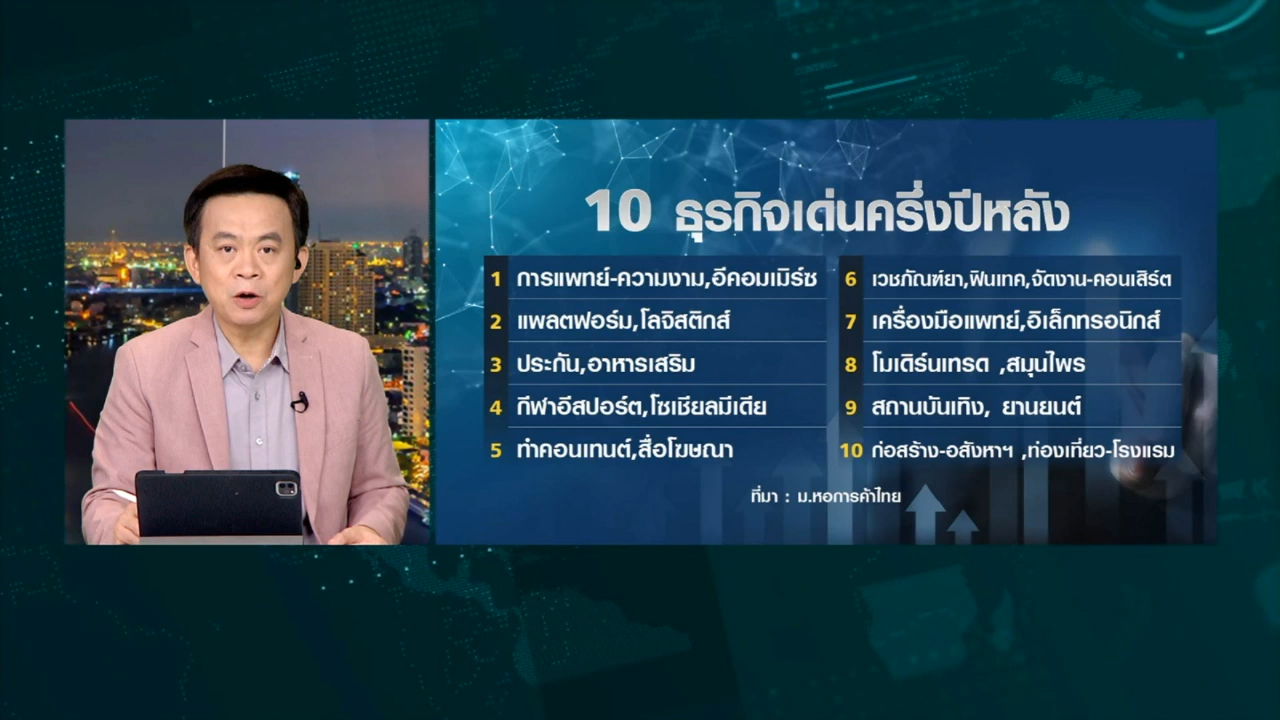 10 ธุรกิจเด่นครึ่งปีหลัง
1 การแพทย์-ความงาม,อีคอมเมิร์ซ
2 แพลตฟอร์ม,โลจิสติกส์
3 ประกัน,อาหารเสริม
4 กีฬาอีสปอร์ต,โซเชียลมีเดีย
5 ทำคอนเทนต์,สื่อโฆษณา
6 เวชภัณฑ์ยา,ฟินเทค,จัดงาน-คอนเสิร์ต
7 เครื่องมือแพทย์,อิเล็กทรอนิกส์
8 โมเดิร์นเทรด ,สมุนไพร
9 สถานบันเทิง, ยานยนต์
10 ก่อสร้าง-อสังหาฯ ,ท่องเที่ยว-โรงแรม
ที่มา : ม.หอการค้าไทย